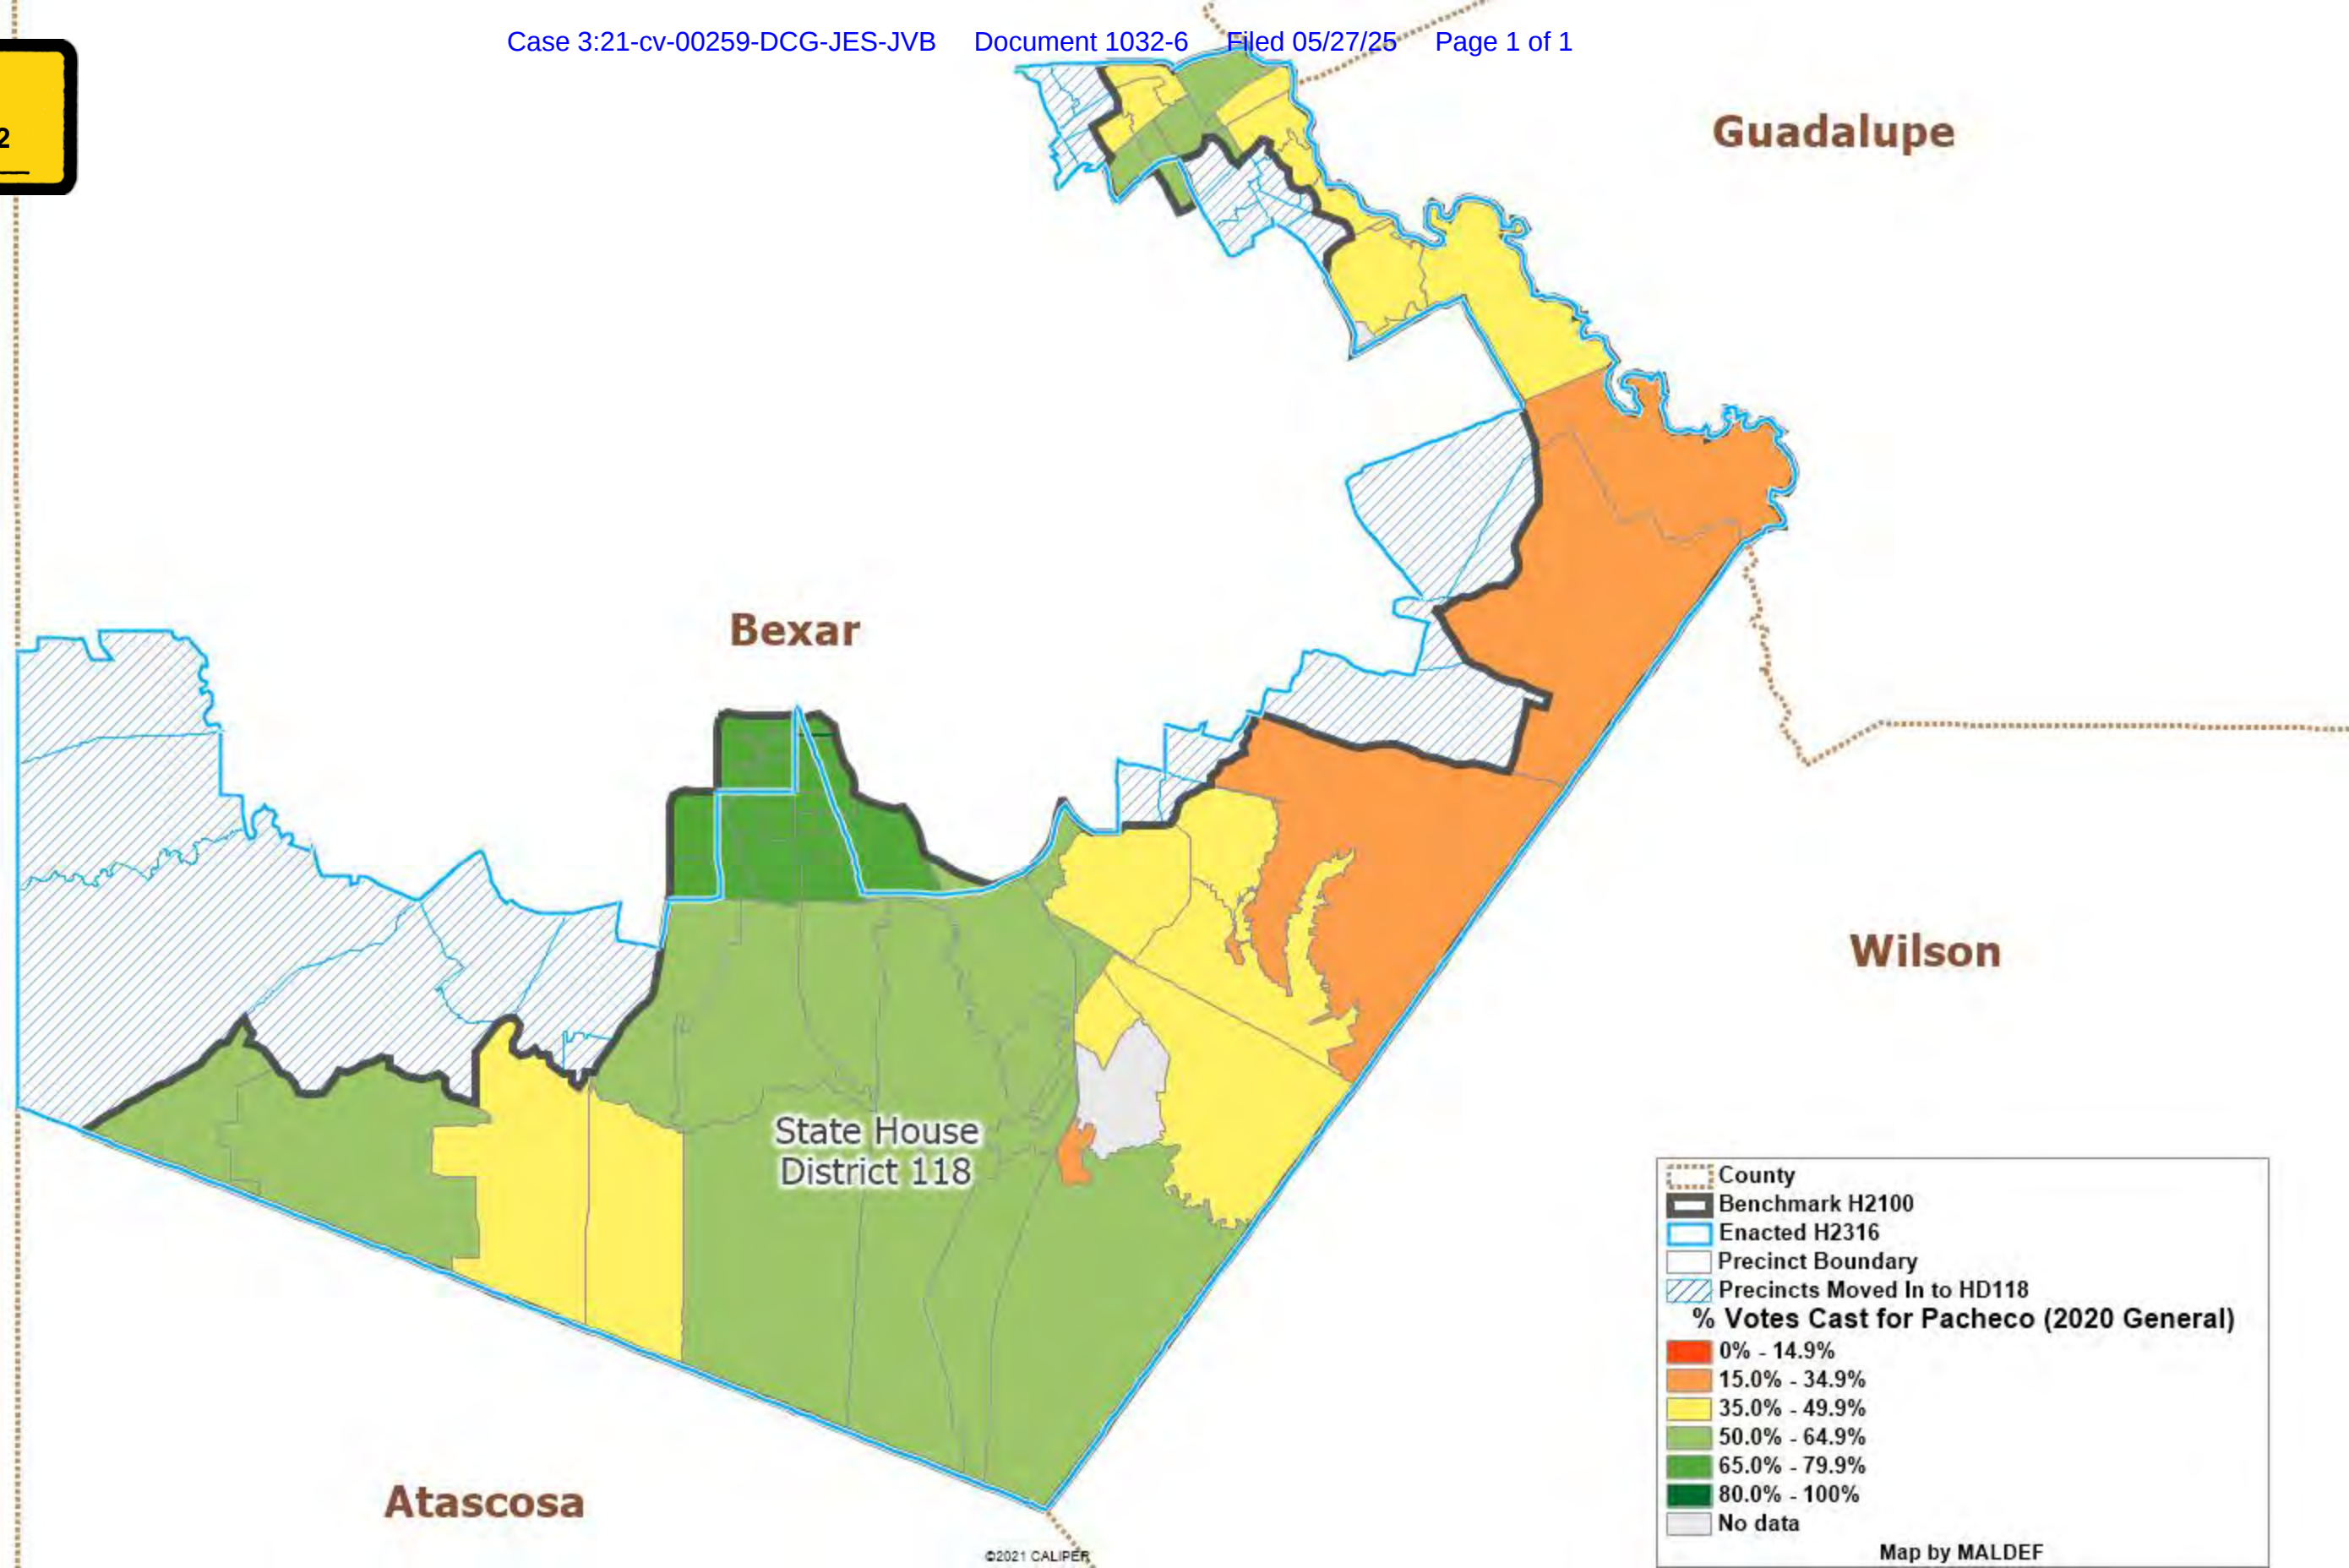 Case 3:21-cv-00259-DCG-JES-JVB Document 1032-6 Filed 05/27/25 Page 1 of 1
2
Guadalupe
Bexar
Wilson
State House
District 118
Atascosa
County
Benchmark H2100
Enacted H2316
Precinct Boundary
Precincts Moved In to HD118
% Votes Cast for Pacheco (2020 General)
0% - 14.9%
15.0% - 34.9%
35.0% - 49.9%
50.0% - 64.9%
65.0% - 79.9%
80.0% - 100%
No data
Map by MALDEF
©2021 CALIPER